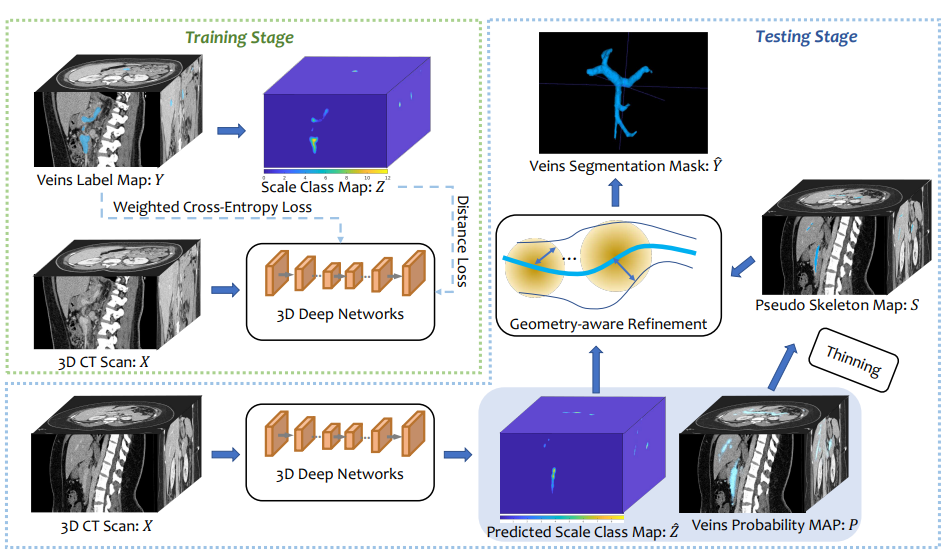 Training Stage
Testing Stage
Veins Label Map: Y
0 2 4 6 8 10 12
Scale Class Map: Z
Weighted Cross-Entropy Loss
Distance Loss
3D Deep Networks
3D CT Scan: X
Veins Segmentation Mask: Ŷ
...
Geometry-aware Refinement
Pseudo Skeleton Map: S
Thinning
3D CT Scan: X
3D Deep Networks
Predicted Scale Class Map: Ẑ
Veins Probability MAP: P